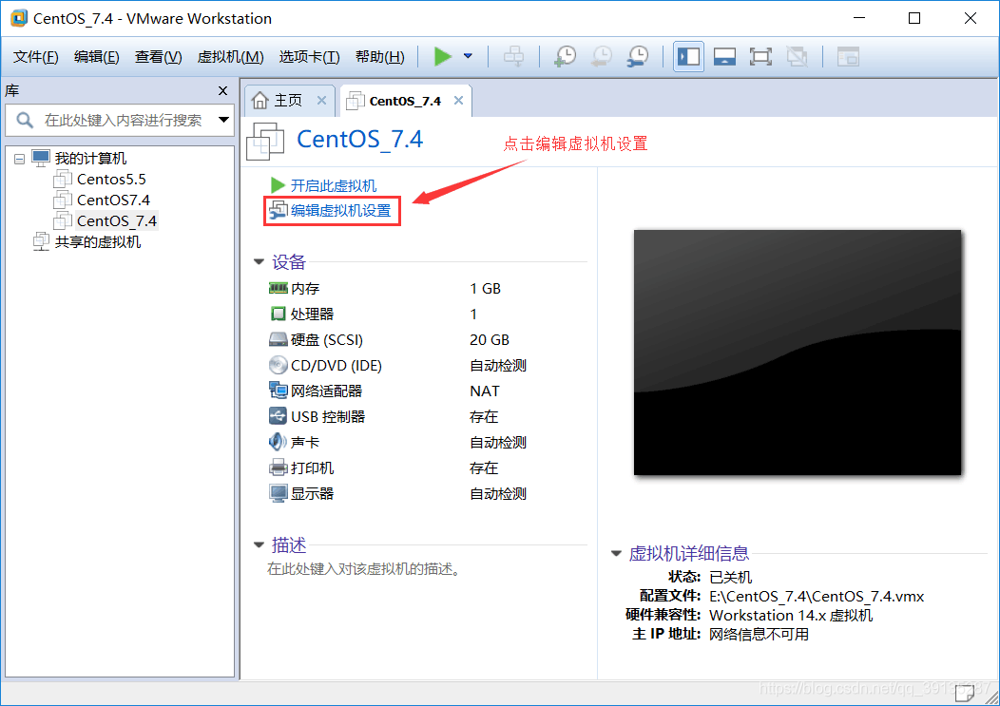 CentOS_7.4 - VMware Workstation
文件(F) 编辑(E) 查看(V) 虚拟机(M) 选项卡(T) 帮助(H)
库
在此处键入内容进行搜索
我的计算机
Centos5.5
CentOS7.4
CentOS_7.4
共享的虚拟机
主页 CentOS_7.4
CentOS_7.4
点击编辑虚拟机设置
开启此虚拟机
编辑虚拟机设置
设备
内存 1 GB
处理器 1
硬盘 (SCSI) 20 GB
CD/DVD (IDE) 自动检测
网络适配器 NAT
USB 控制器 存在
声卡 自动检测
打印机 存在
显示器 自动检测
描述
在此处键入对该虚拟机的描述。
虚拟机详细信息
状态: 已关机
配置文件: E:\CentOS_7.4\CentOS_7.4.vmx
硬件兼容性: Workstation 14.x 虚拟机
主 IP 地址: 网络信息不可用